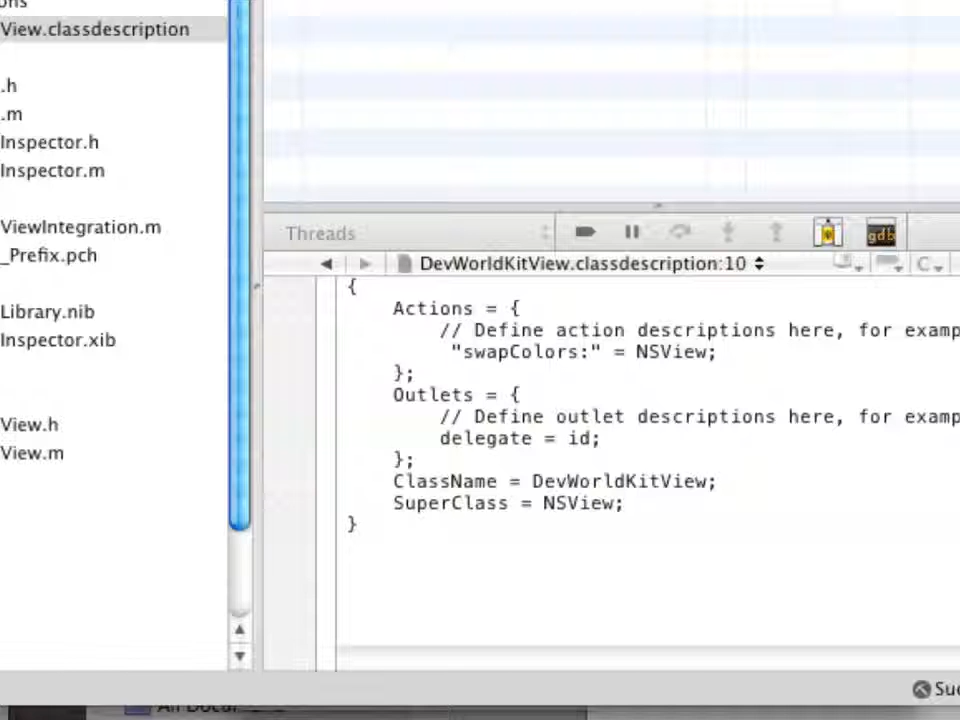 ons
View.classdescription
.h
.m
Inspector.h
Inspector.m
ViewIntegration.m
_Prefix.pch
Library.nib
Inspector.xib
View.h
View.m
Threads
gdb
DevWorldKitView.classdescription:10
C
{
Actions = {
// Define action descriptions here, for examp
"swapColors:" = NSView;
};
Outlets = {
// Define outlet descriptions here, for examp
delegate = id;
};
ClassName = DevWorldKitView;
SuperClass = NSView;
}
Suc